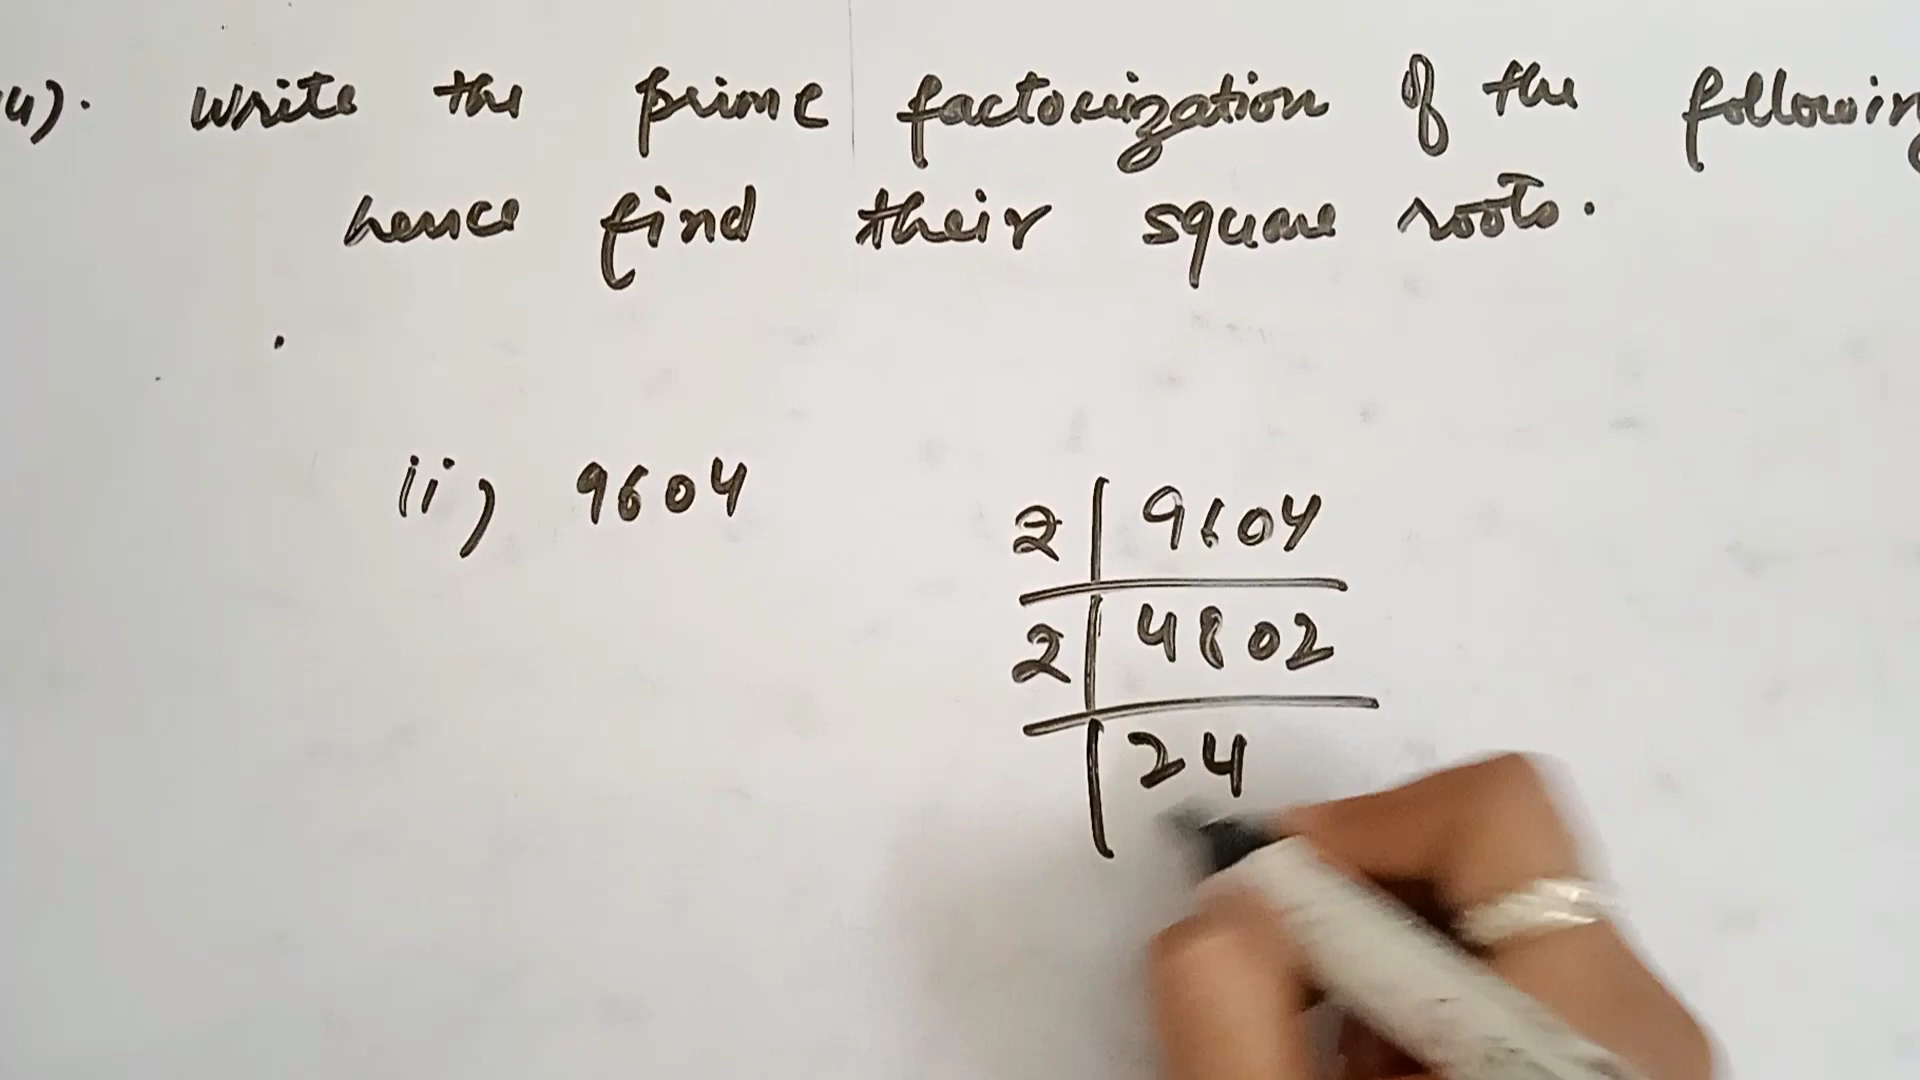 4). Write the prime factorization of the following
hence find their square roots.
ii) 9604
2 | 9604
2 | 4802
| 24